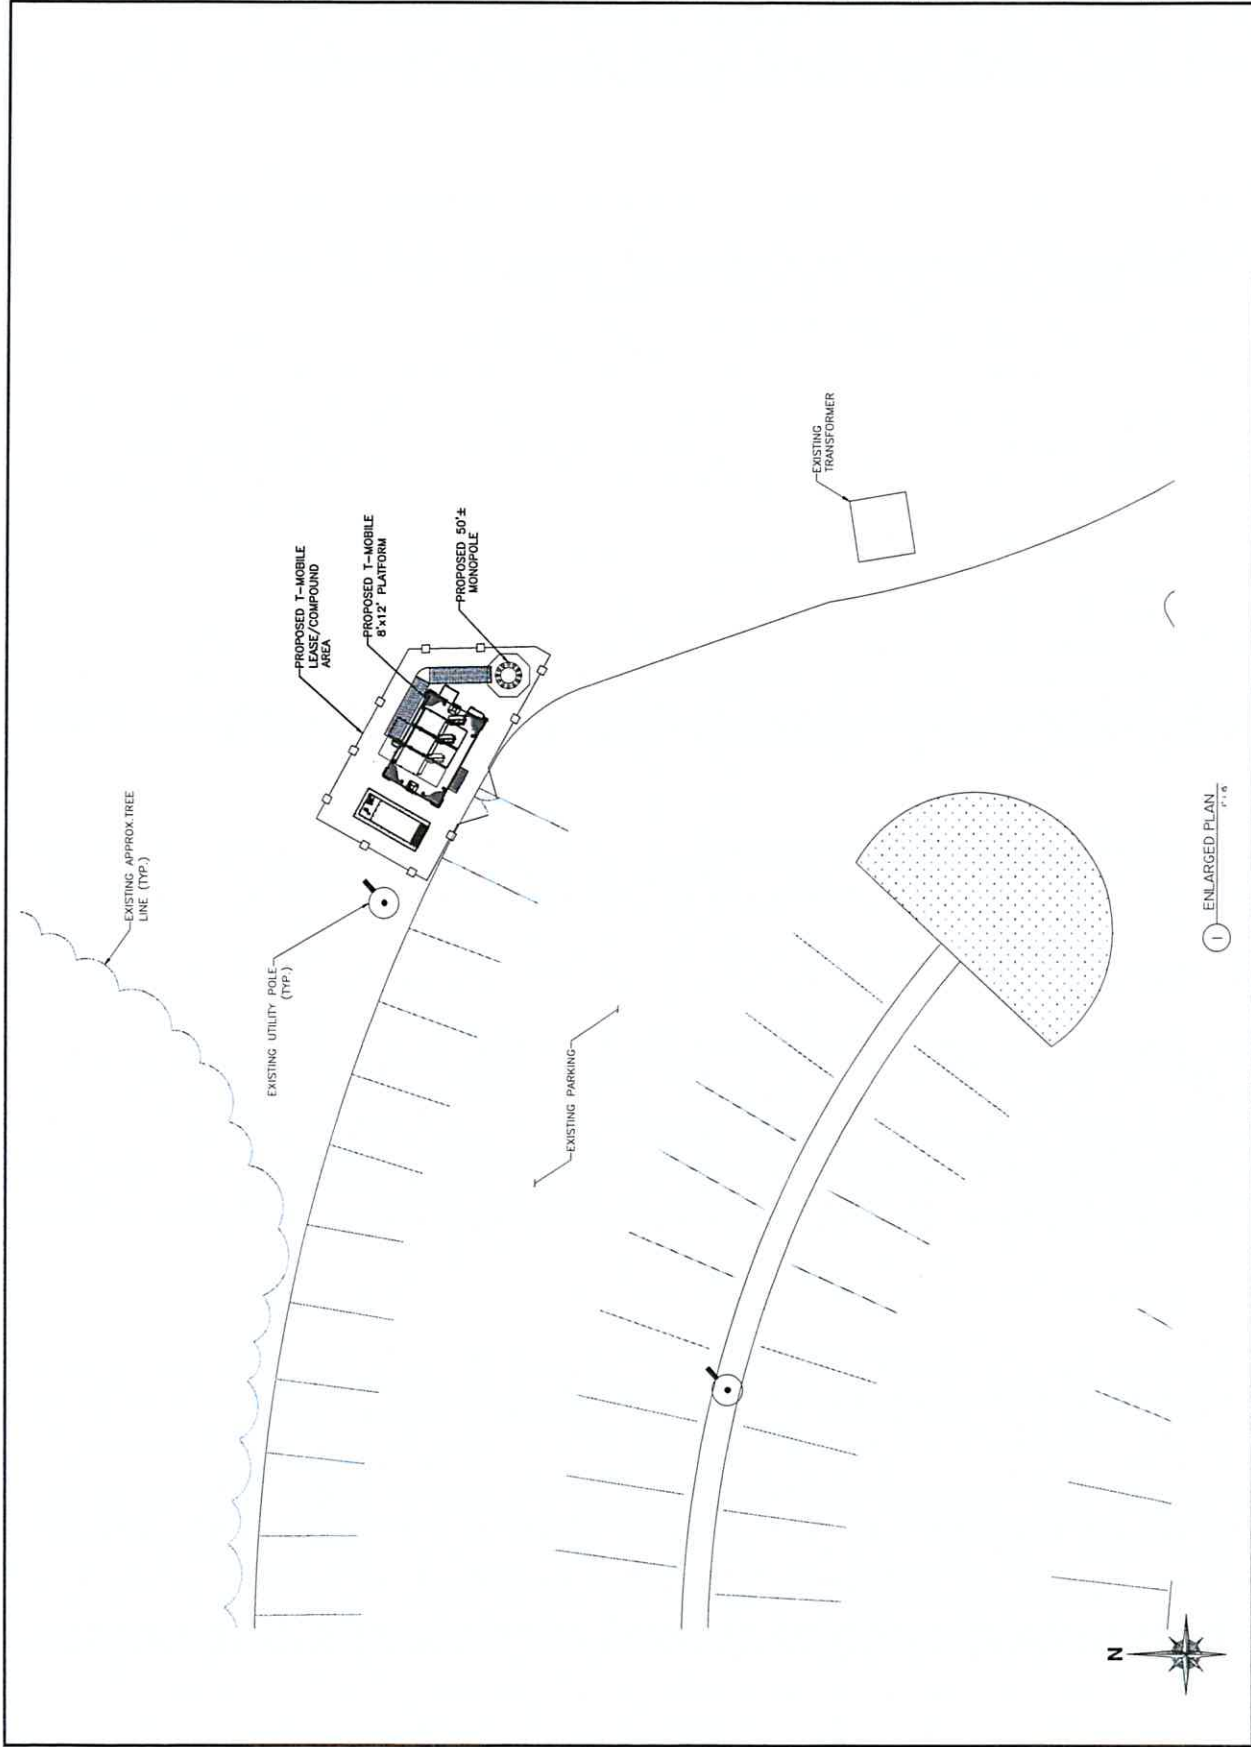 EXISTING APPROX.TREE
LINE (TYP.)
EXISTING UTILITY POLE
(TYP.)
PROPOSED T-MOBILE
LEASE/COMPOUND
AREA
PROPOSED T-MOBILE
8'x12' PLATFORM
PROPOSED 50'±
MONOPOLE
EXISTING PARKING
EXISTING
TRANSFORMER
N
1 ENLARGED PLAN